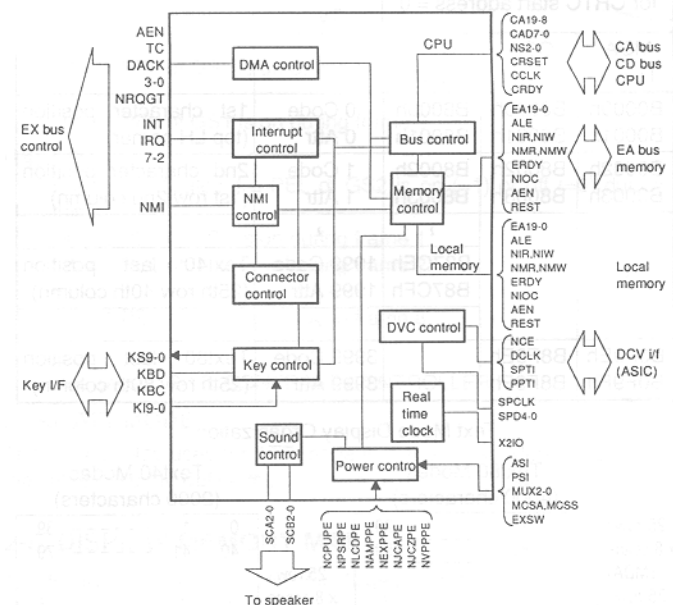 for CRTC start address =
AEN
TC
DACK
3-0
NRQGT
INT
IRQ
7-2
NMI
EX bus
control
DMA control
Interrupt
control
NMI
control
Connector
control
Key control
CPU
Bus control
Memory
control
Local
memory
DVC control
Real
time
clock
Sound
control
Power contro
CA19-8
CAD7-0
NS2-0
CRSET
CCLK
CRDY
CA bus
CD bus
CPU
EA19-0
ALE
NIR,NIW
NMR,NMW
ERDY
NIOC
AEN
REST
EA bus
memory
EA19-0
ALE
NIR,NIW
NMR,NMW
ERDY
NIOC
AEN
REST
Local
memory
NCE
DCLK
SPTI
PPTI
DCV i/f
(ASIC)
SPCLK
SPD4-0
X2IO
ASI
PSI
MUX2-0
MCSA,MCSS
EXSW
KS9-0
KBD
KBC
KI9-0
Key I/F
SCA2-0
SCB2-0
To speaker
NCPUPE
NPSRPE
NLCDPE
NAMPPE
NEXPPE
NJCAPE
NJCZPE
NVPPPE